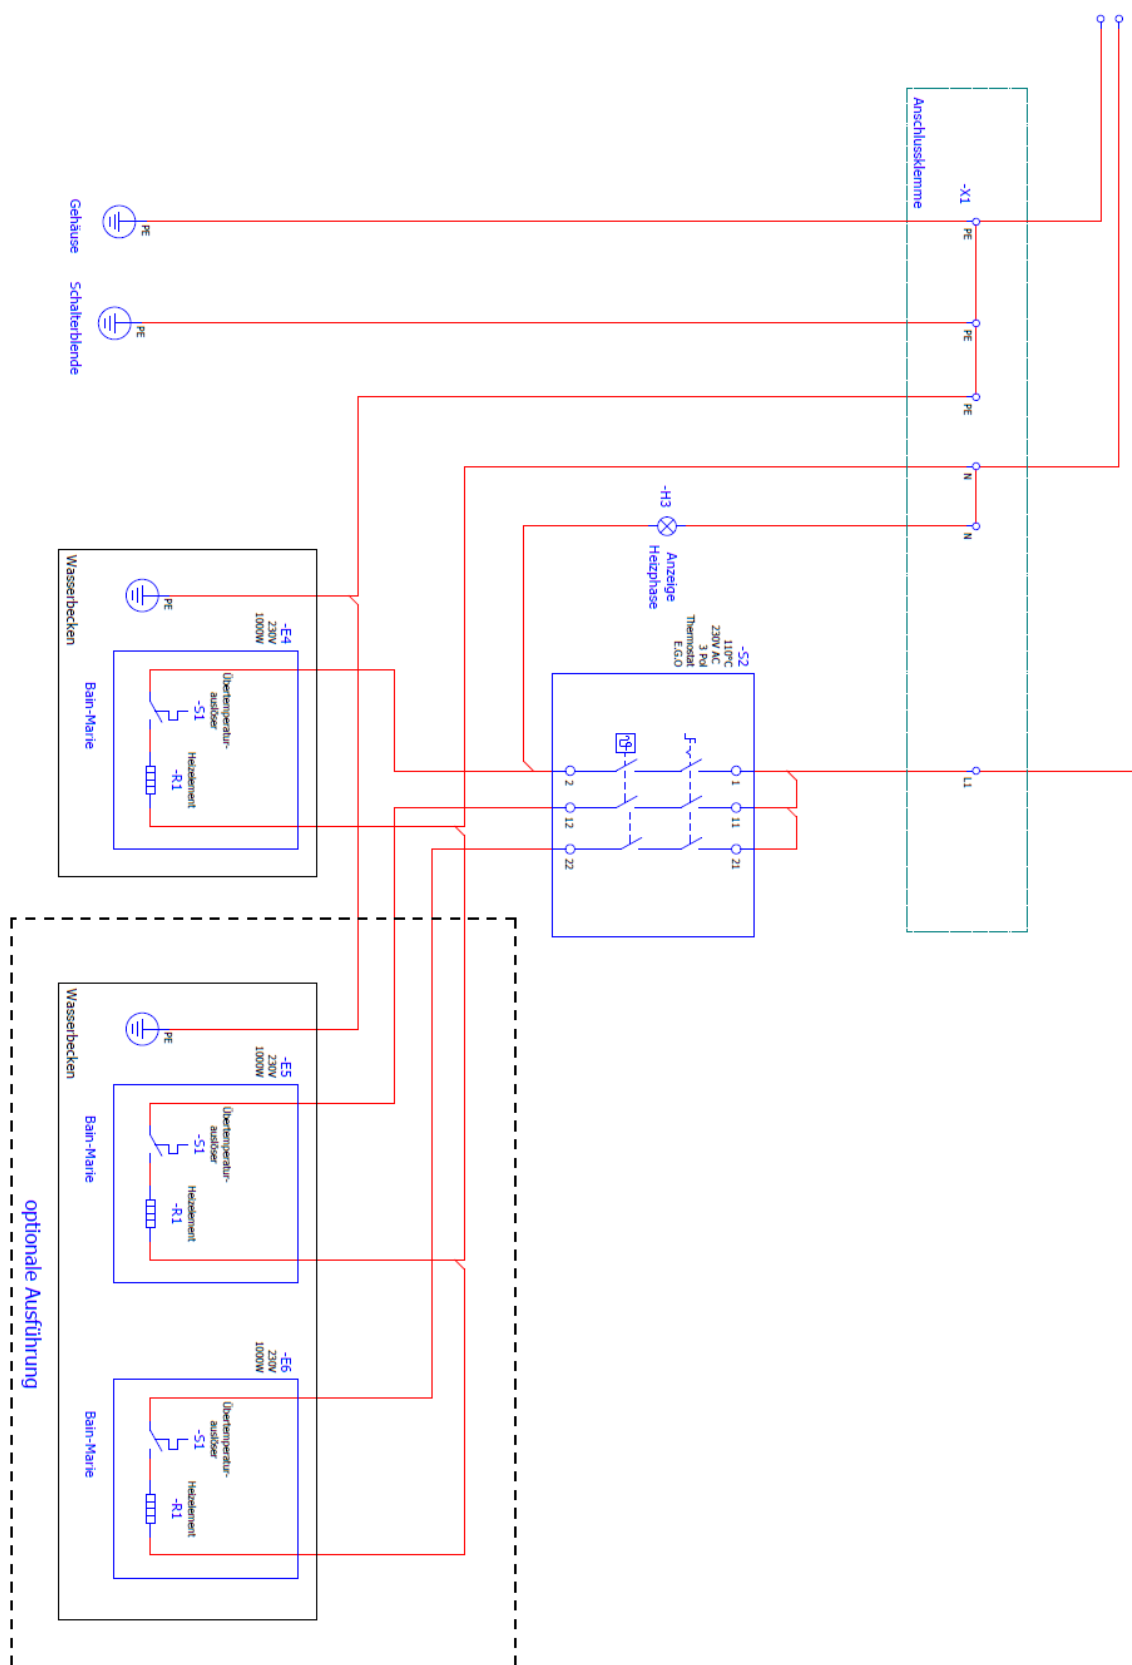 Anschlussklemme
-X1
PE
PE
PE
N
N
L1
Gehäuse
PE
Schalterblende
PE
-H3
Anzeige
Heizphase
-S2
110°C
230V AC
3 Pol
Thermostat
E.G.O
1
11
21
2
12
22
Wasserbecken
PE
-E4
230V
1000W
Bain-Marie
Übertemperatur-
auslöser
-S1
Heizelement
-R1
Wasserbecken
PE
-E5
230V
1000W
Bain-Marie
Übertemperatur-
auslöser
-S1
Heizelement
-R1
-E6
230V
1000W
Bain-Marie
Übertemperatur-
auslöser
-S1
Heizelement
-R1
optionale Ausführung